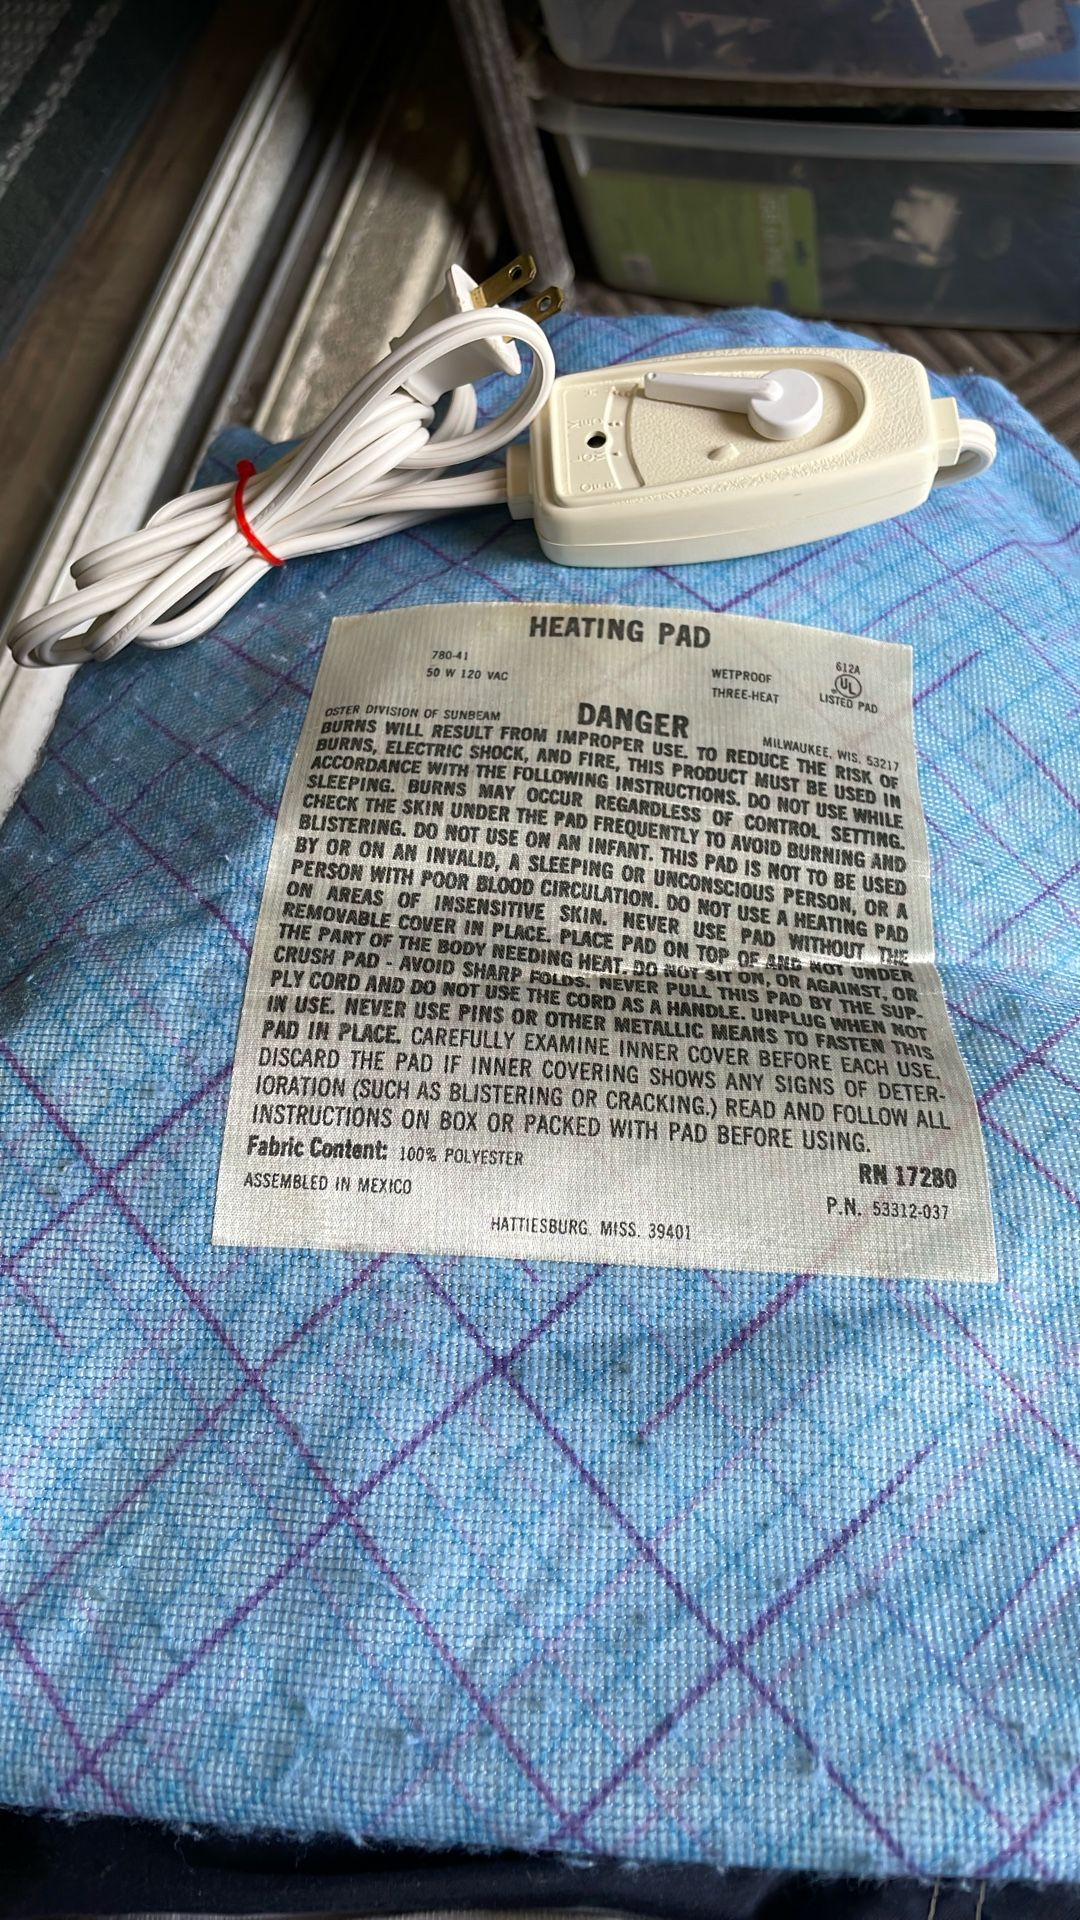 HEATING PAD
780-41
50 W 120 VAC
WETPROOF
THREE-HEAT
612A
UL
LISTED PAD
OSTER DIVISION OF SUNBEAM
DANGER
MILWAUKEE, WIS. 53217
BURNS WILL RESULT FROM IMPROPER USE. TO REDUCE THE RISK OF
BURNS, ELECTRIC SHOCK, AND FIRE, THIS PRODUCT MUST BE USED IN
ACCORDANCE WITH THE FOLLOWING INSTRUCTIONS. DO NOT USE WHILE
SLEEPING. BURNS MAY OCCUR REGARDLESS OF CONTROL SETTING.
CHECK THE SKIN UNDER THE PAD FREQUENTLY TO AVOID BURNING AND
BLISTERING. DO NOT USE ON AN INFANT. THIS PAD IS NOT TO BE USED
BY OR ON AN INVALID, A SLEEPING OR UNCONSCIOUS PERSON, OR A
PERSON WITH POOR BLOOD CIRCULATION. DO NOT USE A HEATING PAD
ON AREAS OF INSENSITIVE SKIN. NEVER USE PAD WITHOUT THE
REMOVABLE COVER IN PLACE. PLACE PAD ON TOP OF AND NOT UNDER
THE PART OF THE BODY NEEDING HEAT. DO NOT SIT ON, OR AGAINST, OR
CRUSH PAD - AVOID SHARP FOLDS. NEVER PULL THIS PAD BY THE SUP-
PLY CORD AND DO NOT USE THE CORD AS A HANDLE. UNPLUG WHEN NOT
IN USE. NEVER USE PINS OR OTHER METALLIC MEANS TO FASTEN THIS
PAD IN PLACE. CAREFULLY EXAMINE INNER COVER BEFORE EACH USE.
DISCARD THE PAD IF INNER COVERING SHOWS ANY SIGNS OF DETER-
IORATION (SUCH AS BLISTERING OR CRACKING.) READ AND FOLLOW ALL
INSTRUCTIONS ON BOX OR PACKED WITH PAD BEFORE USING.
Fabric Content: 100% POLYESTER
RN 17280
ASSEMBLED IN MEXICO
P.N. 53312-037
HATTIESBURG. MISS. 39401